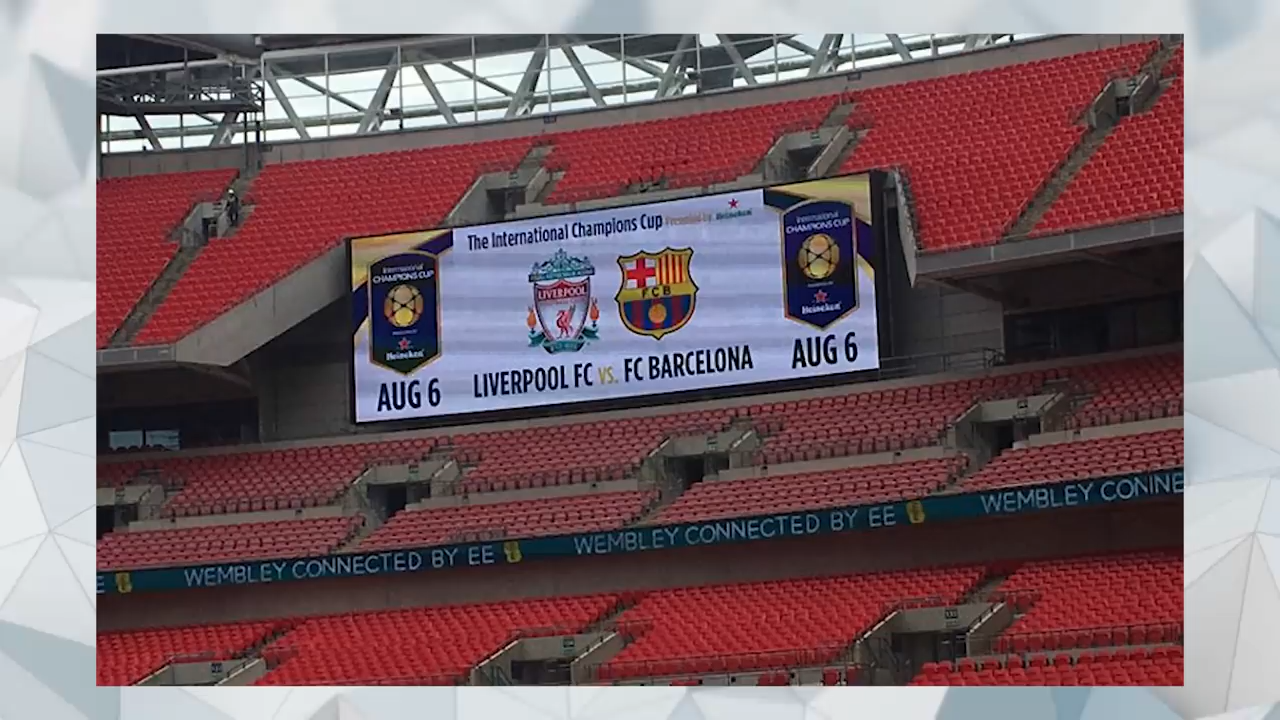 The International Champions Cup Presented by Heineken
International
CHAMPIONS CUP
Heineken
AUG 6
LIVERPOOL
FCB
LIVERPOOL FC vs. FC BARCELONA
International
CHAMPIONS CUP
Heineken
AUG 6
E WEMBLEY CONNECTED BY EE WEMBLEY CONNECTED BY EE WEMBLEY CONINE